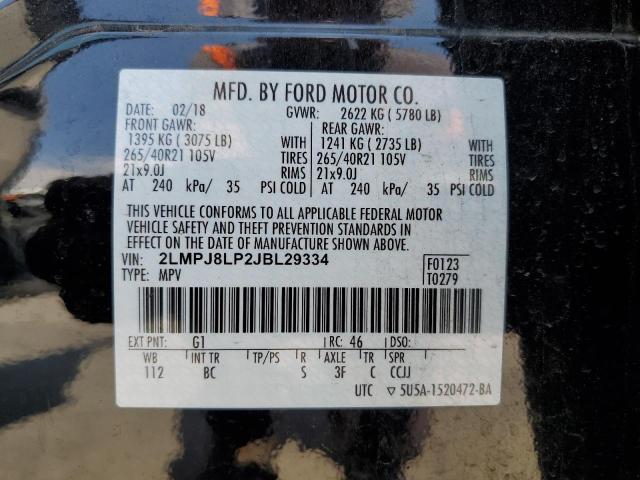 MFD. BY FORD MOTOR CO.
DATE: 02/18 GVWR: 2622 KG ( 5780 LB)
FRONT GAWR: REAR GAWR:
1395 KG ( 3075 LB) WITH 1241 KG ( 2735 LB) WITH
265/40R21 105V TIRES 265/40R21 105V TIRES
21x9.0J RIMS 21x9.0J RIMS
AT 240 kPa/ 35 PSI COLD AT 240 kPa/ 35 PSI COLD
THIS VEHICLE CONFORMS TO ALL APPLICABLE FEDERAL MOTOR
VEHICLE SAFETY AND THEFT PREVENTION STANDARDS IN
EFFECT ON THE DATE OF MANUFACTURE SHOWN ABOVE.
VIN: 2LMPJ8LP2JBL29334 F0123
TYPE: MPV T0279
EXT PNT: G1 RC: 46 DSO:
WB INT TR TP/PS R AXLE TR SPR
112 BC S 3F C CCJJ
UTC ▽ 5U5A-1520472-BA